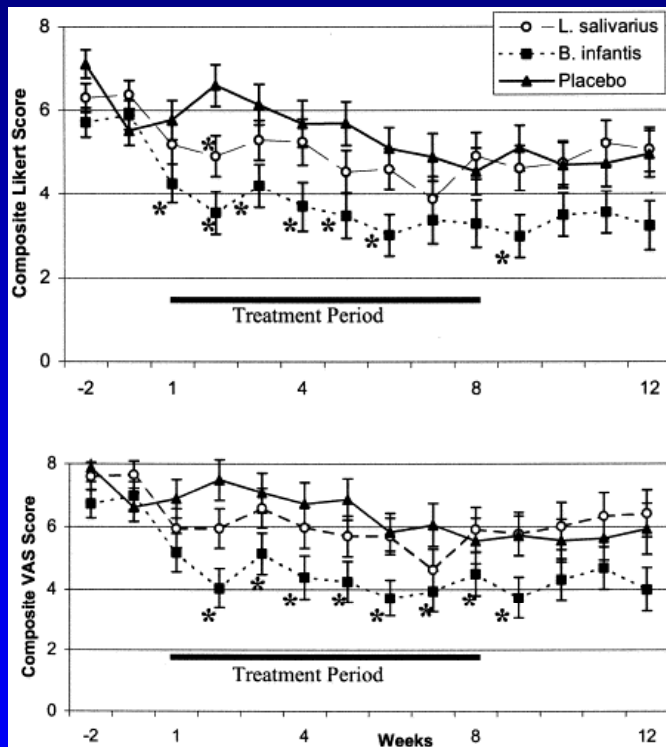 L. salivarius
B. infantis
Placebo
Composite Likert Score
8
6
4
2
0
*
*
*
*
*
*
*
*
Treatment Period
-2 1 4 8 12
Composite VAS Score
8
6
4
2
0
*
*
*
*
*
*
*
*
Treatment Period
-2 1 4 8 12
Weeks